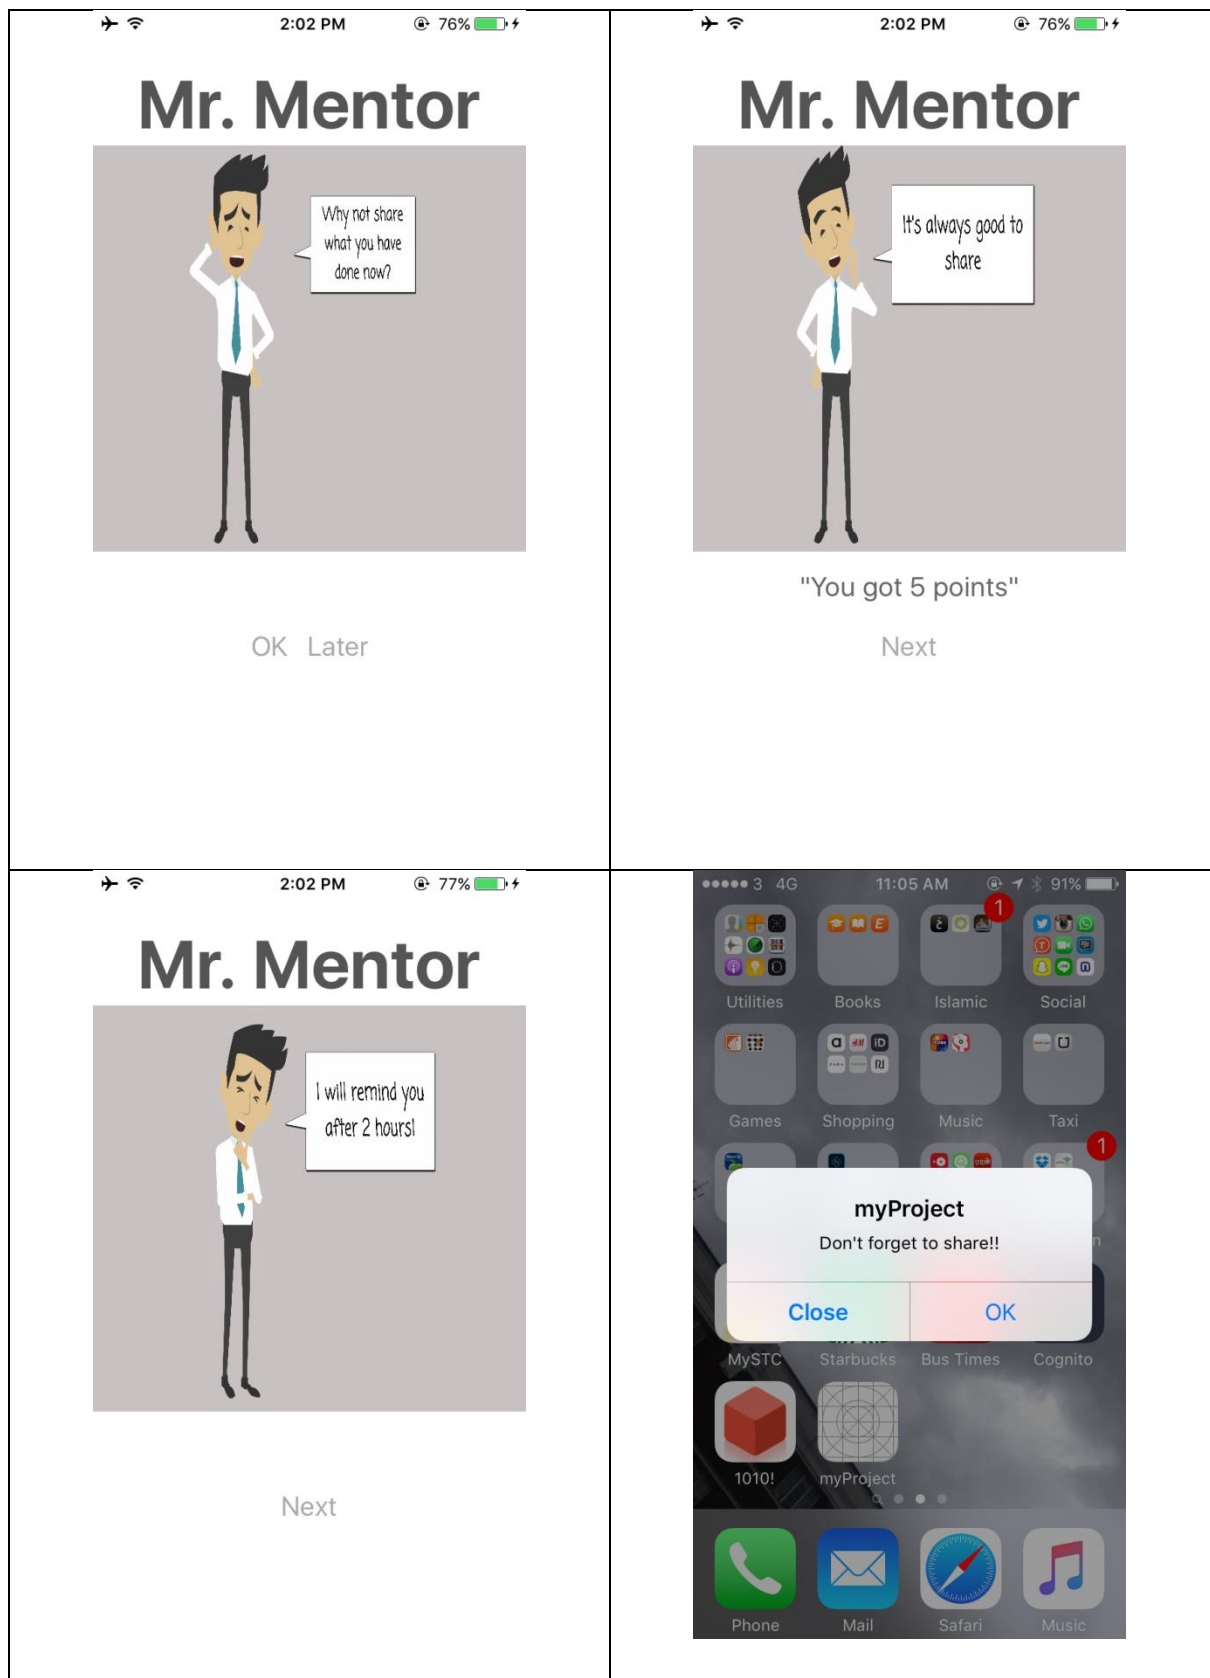 2:02 PM 76%
Mr. Mentor
Why not share
what you have
done now?
OK Later
2:02 PM 76%
Mr. Mentor
It's always good to
share
"You got 5 points"
Next
2:02 PM 77%
Mr. Mentor
I will remind you
after 2 hours!
Next
3 4G 11:05 AM 91%
1
Utilities Books Islamic Social
Games Shopping Music Taxi
1
myProject
Don't forget to share!!
Close OK
MySTC Starbucks Bus Times Cognito
1010! myProject
Phone Mail Safari Music